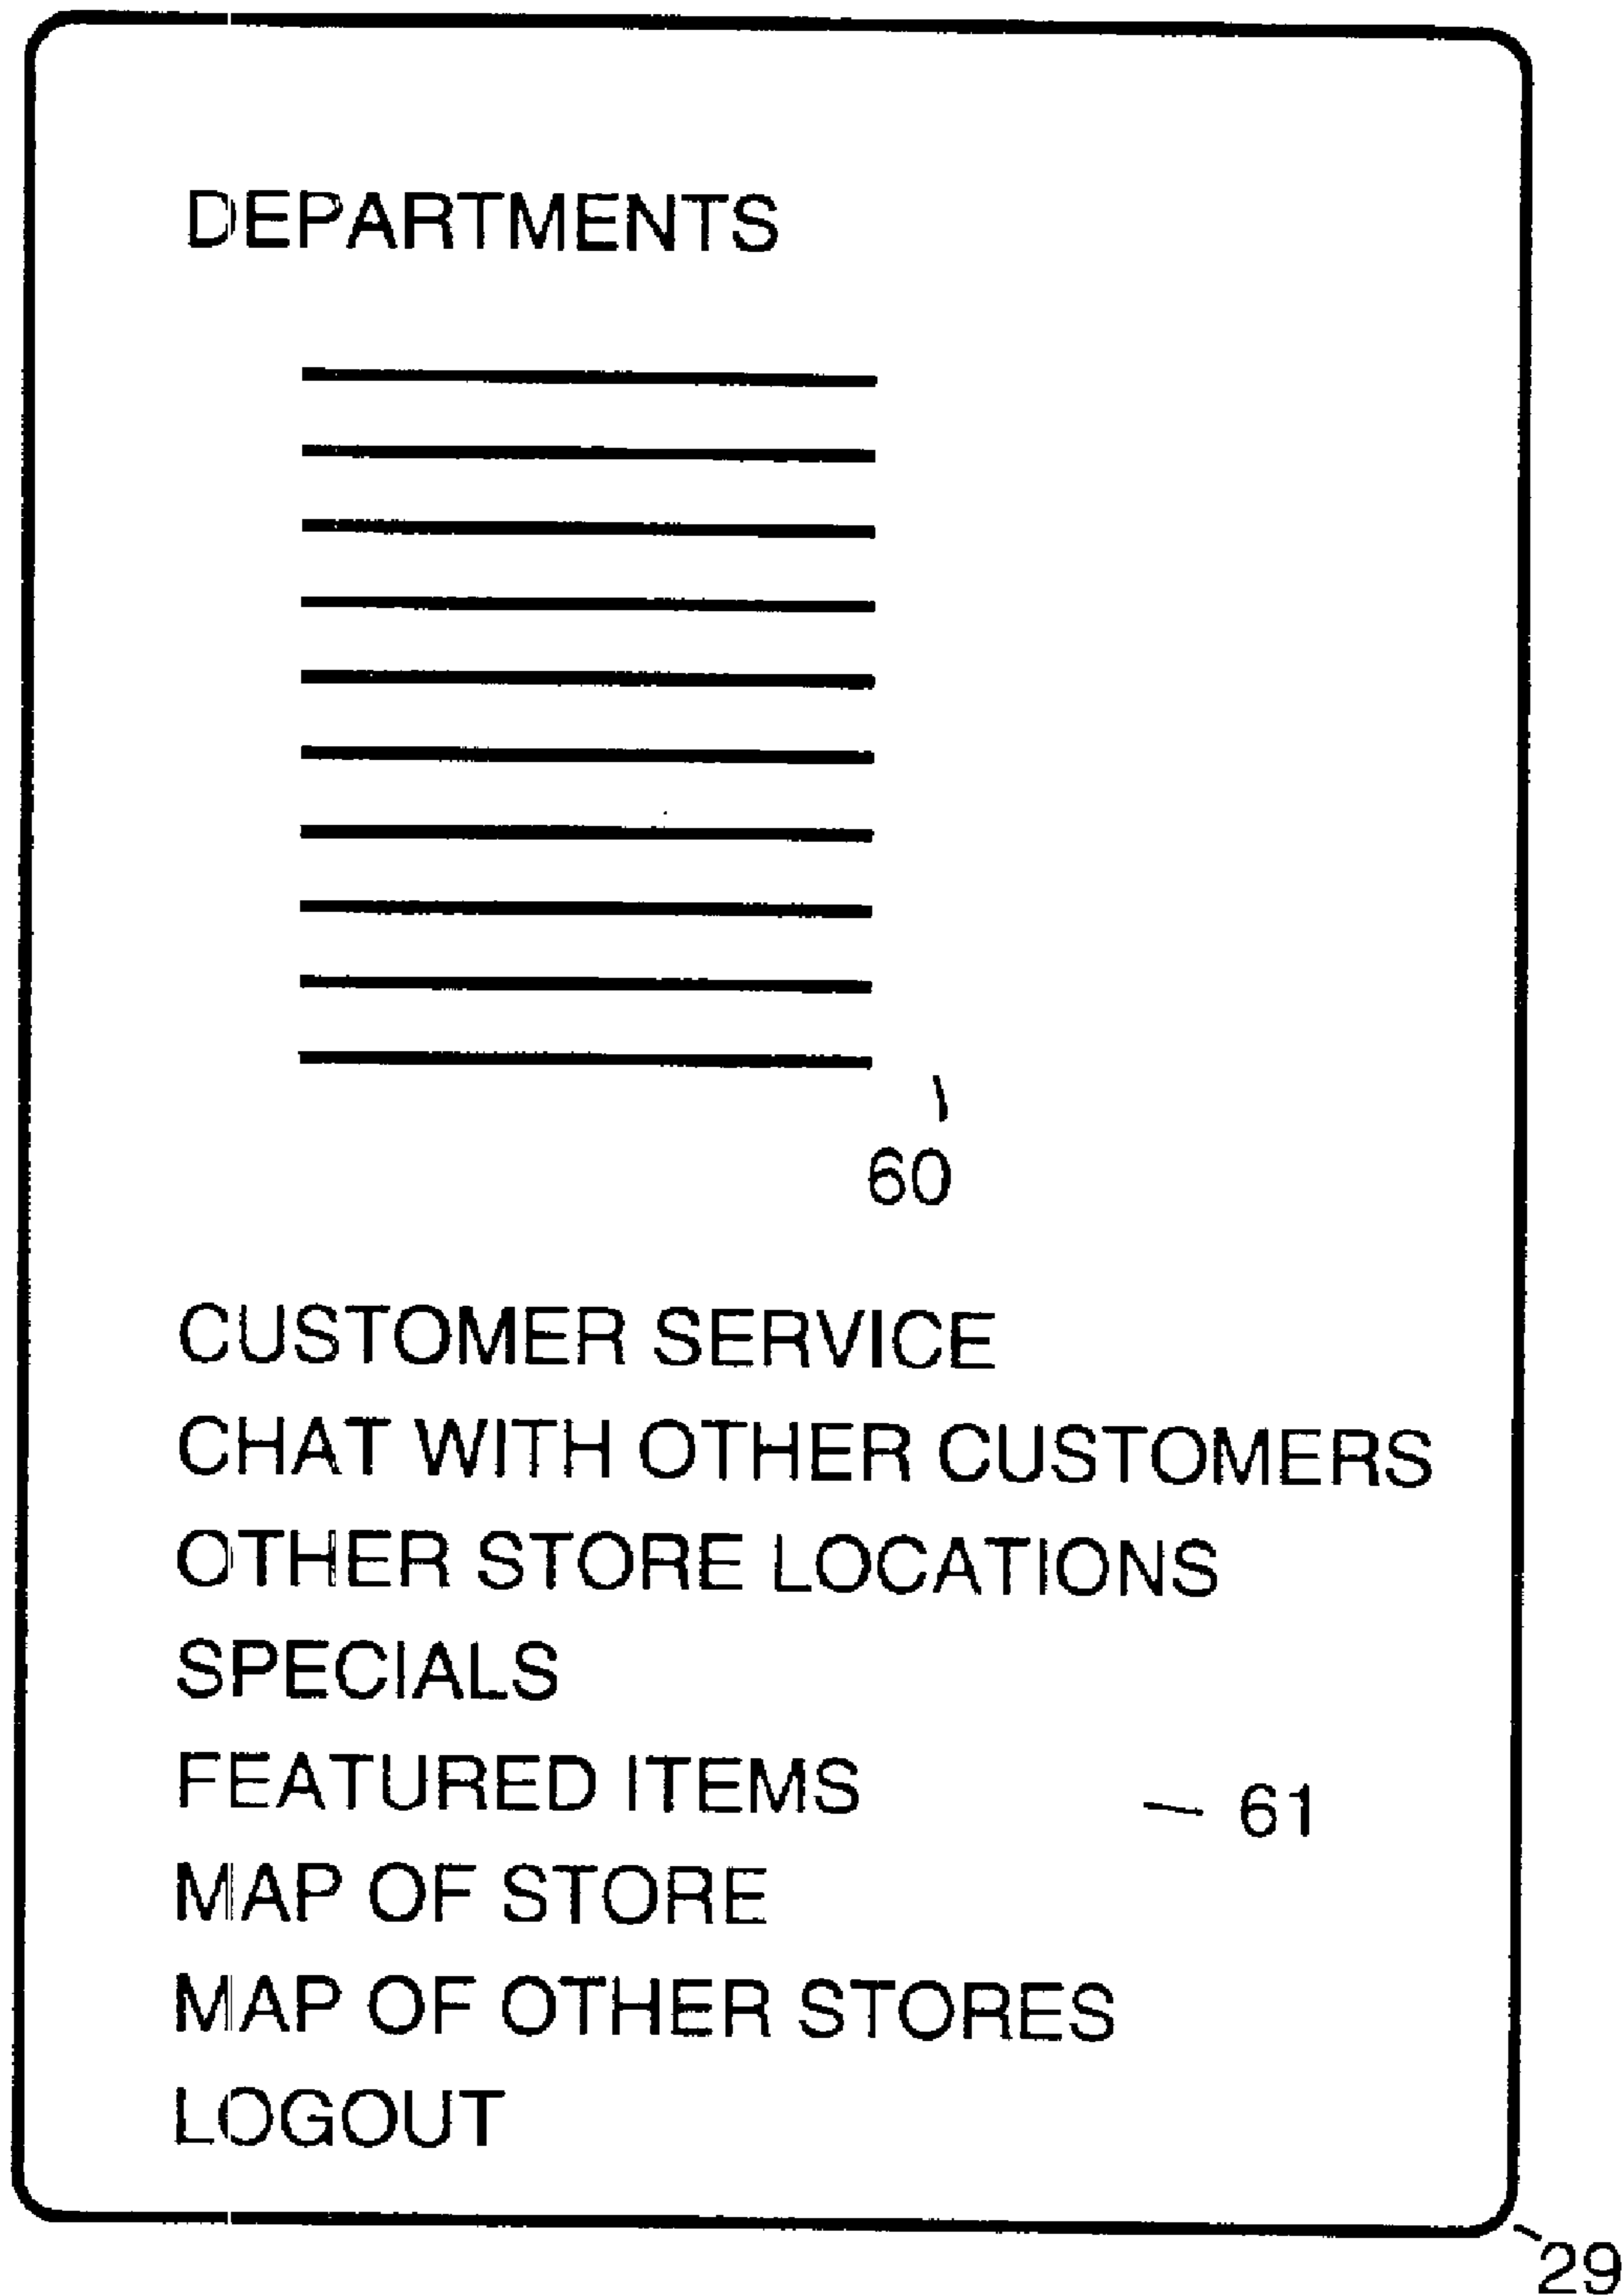 DEPARTMENTS
60
CUSTOMER SERVICE
CHAT WITH OTHER CUSTOMERS
OTHER STORE LOCATIONS
SPECIALS
FEATURED ITEMS
61
MAP OF STORE
MAP OF OTHER STORES
LOGOUT
29